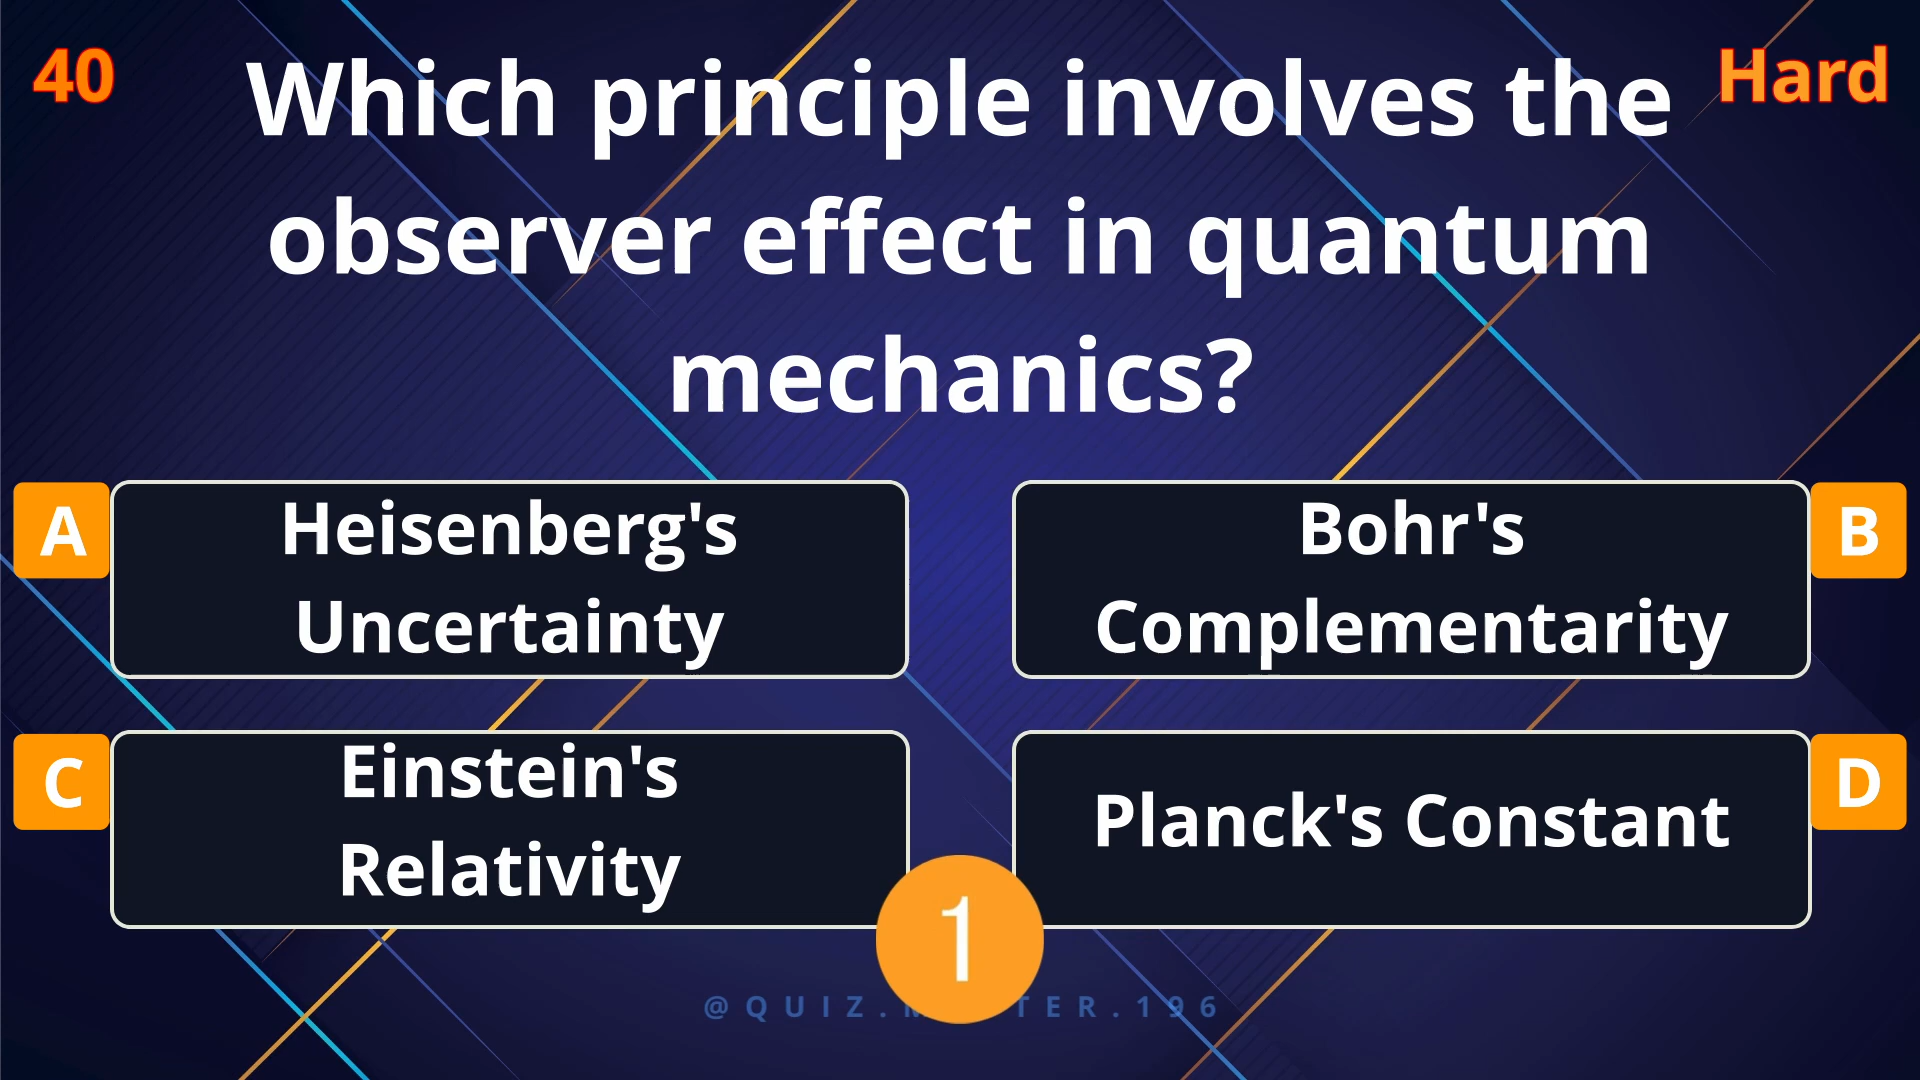 40
Hard
Which principle involves the
observer effect in quantum
mechanics?
A
Heisenberg's
Uncertainty
Bohr's
Complementarity
B
C
Einstein's
Relativity
Planck's Constant
D
1